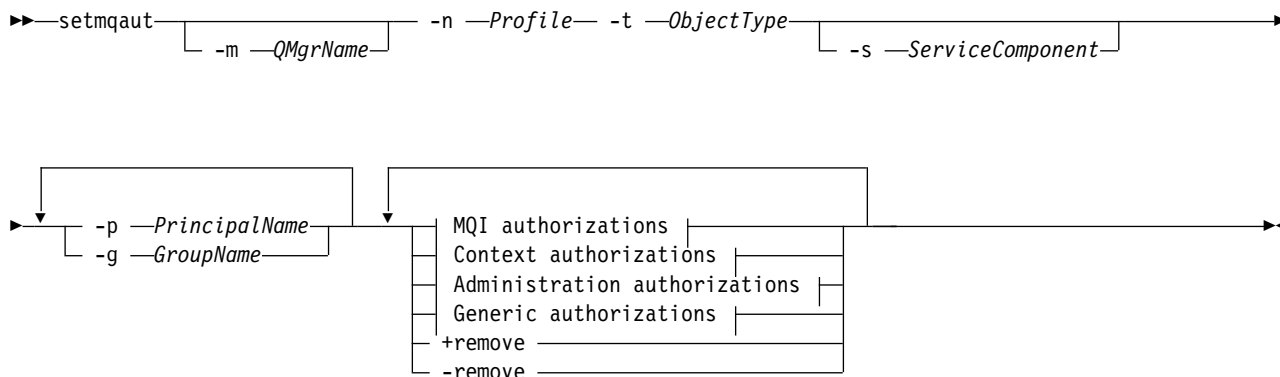 setmqaut -m QMgrName -n Profile -t ObjectType -s ServiceComponent
-p PrincipalName
-g GroupName
MQI authorizations
Context authorizations
Administration authorizations
Generic authorizations
+remove
-remove